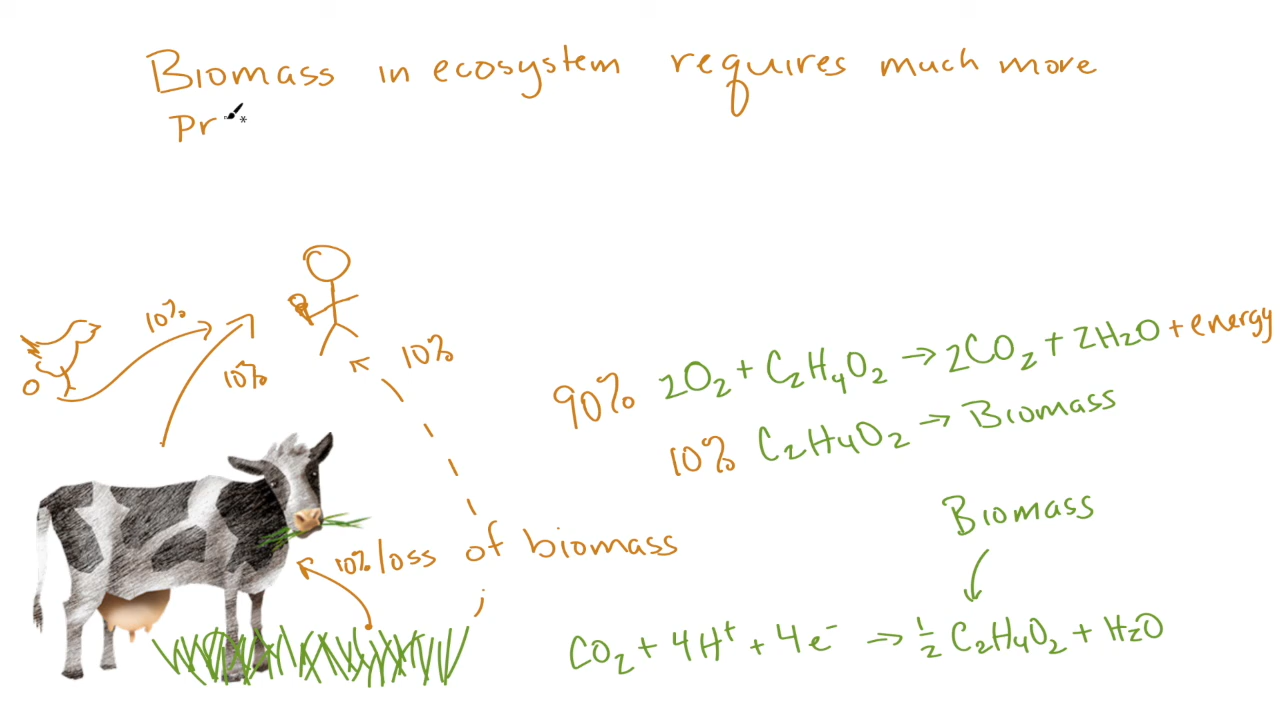 Biomass in ecosystem requires much more
Pr
10%
10%
10%
90% 2O₂ + C₂H₄O₂ → 2CO₂ + 2H₂O + energy
10% C₂H₄O₂ → Biomass
Biomass
10% loss of biomass
CO₂ + 4H⁺ + 4e⁻ → ½ C₂H₄O₂ + H₂O